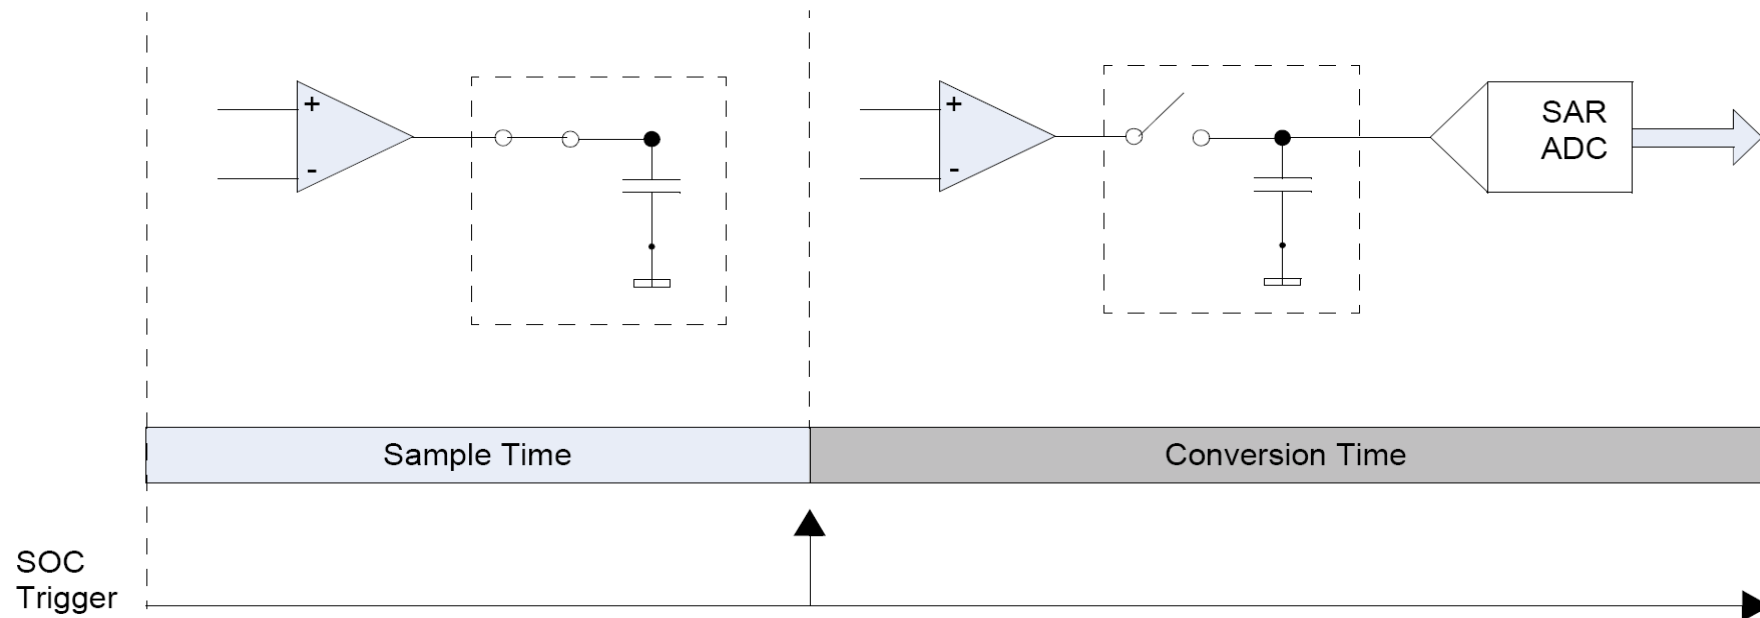 +
-
+
-
SAR
ADC
Sample Time
Conversion Time
SOC
Trigger